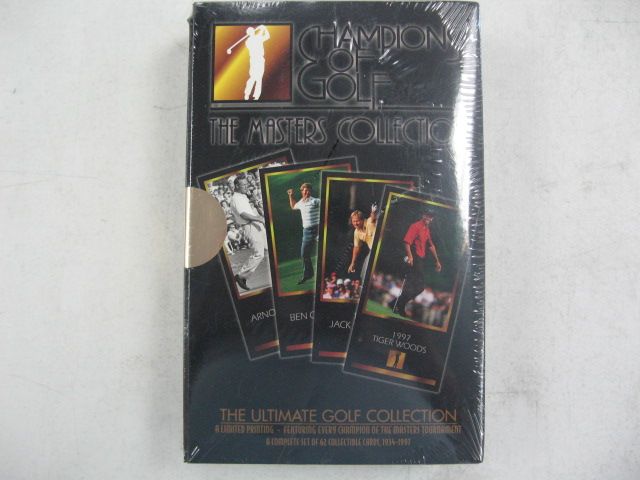 CHAMPIONS
OF
GOLF
THE MASTERS COLLECTION
ARNO
BEN C
JACK
1997
TIGER WOODS
THE ULTIMATE GOLF COLLECTION
A LIMITED PRINTING - FEATURING EVERY CHAMPION OF THE MASTERS TOURNAMENT
A COMPLETE SET OF 62 COLLECTIBLE CARDS, 1934-1997